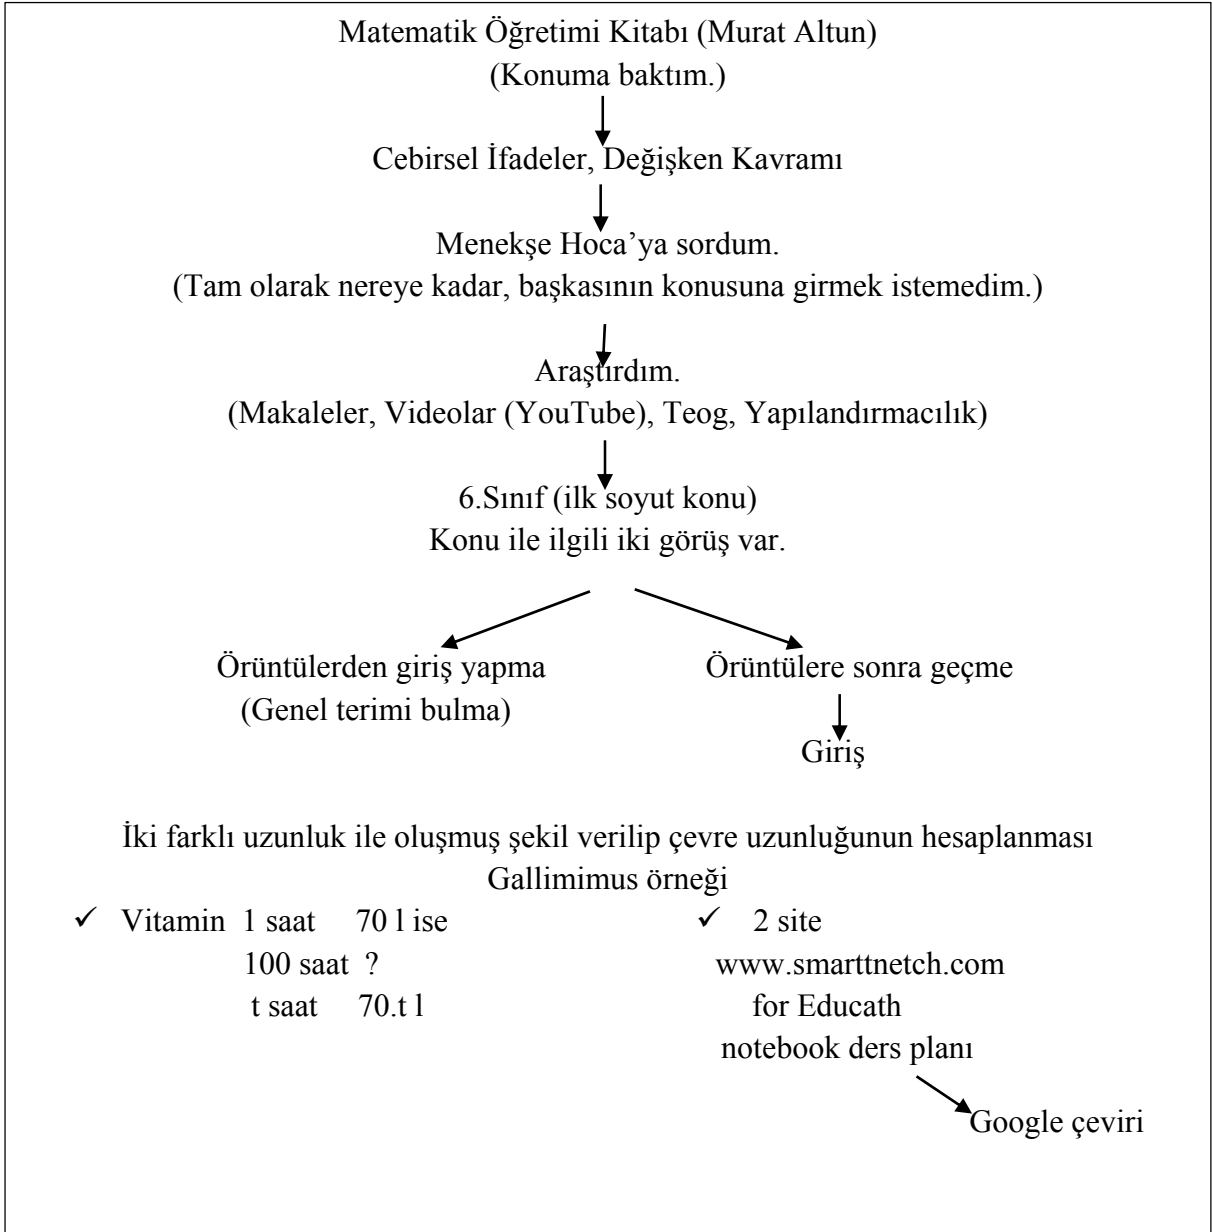 Matematik Öğretimi Kitabı (Murat Altun)
(Konuma baktım.)
Cebirsel İfadeler, Değişken Kavramı
Menekşe Hoca’ya sordum.
(Tam olarak nereye kadar, başkasının konusuna girmek istemedim.)
Araştırdım.
(Makaleler, Videolar (YouTube), Teog, Yapılandırmacılık)
6.Sınıf (ilk soyut konu)
Konu ile ilgili iki görüş var.
Örüntülerden giriş yapma
(Genel terimi bulma)
Örüntülere sonra geçme
Giriş
İki farklı uzunluk ile oluşmuş şekil verilip çevre uzunluğunun hesaplanması
Gallimimus örneği
✓ Vitamin 1 saat 70 l ise
100 saat ?
t saat 70.t l
✓ 2 site
www.smarttnetch.com
for Educath
notebook ders planı
Google çeviri